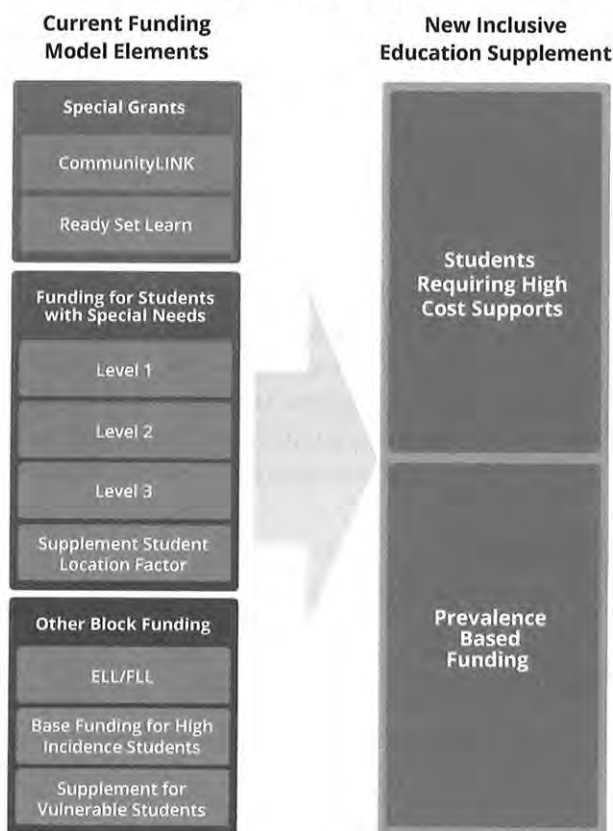 Current Funding
Model Elements
Special Grants
CommunityLINK
Ready Set Learn
Funding for Students
with Special Needs
Level 1
Level 2
Level 3
Supplement Student
Location Factor
Other Block Funding
ELL/FLL
Base Funding for High
Incidence Students
Supplement for
Vulnerable Students
New Inclusive
Education Supplement
Students
Requiring High
Cost Supports
Prevalence
Based
Funding